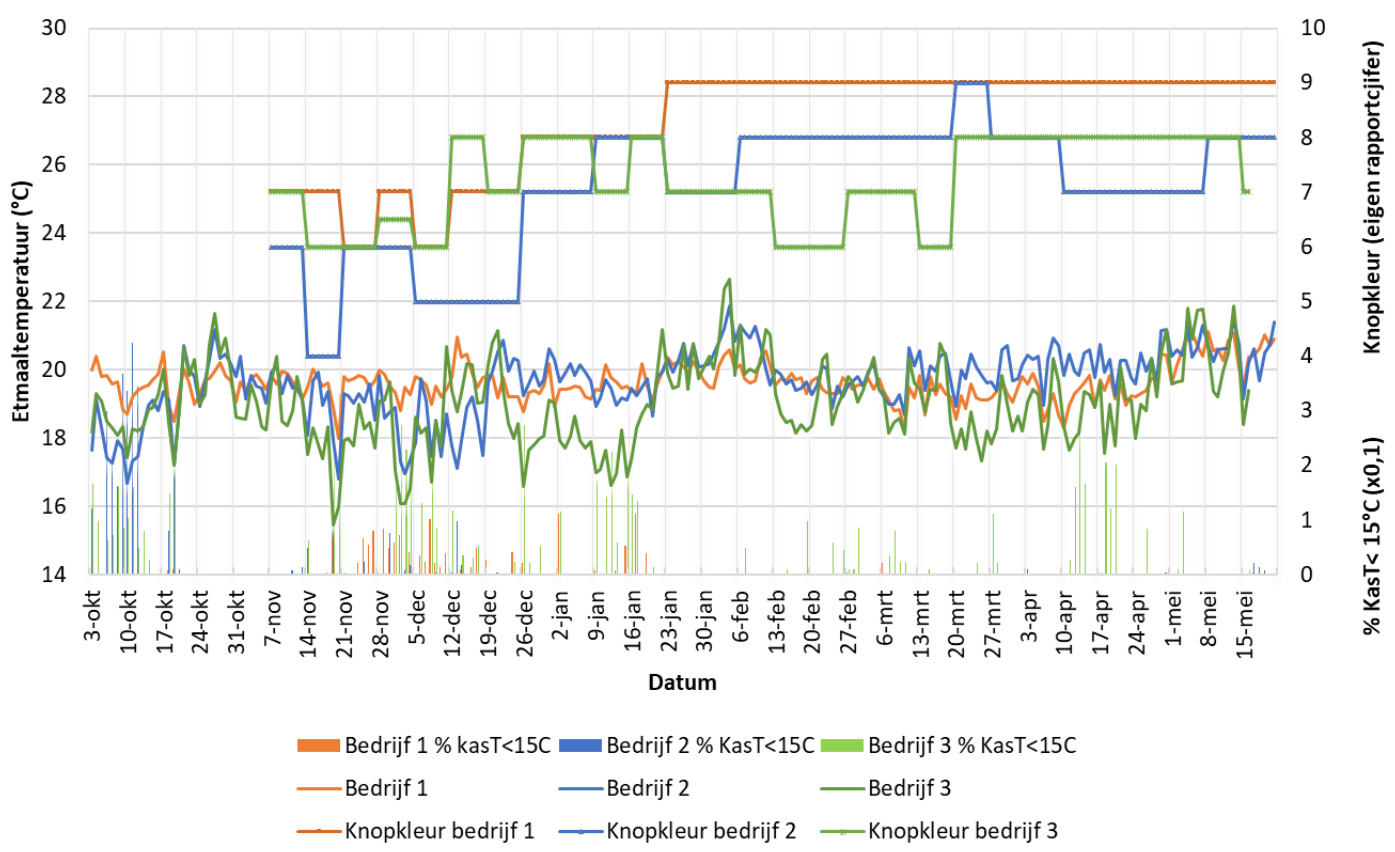 30
28
26
24
22
20
18
16
14
Etmaaltemperatuur (°C)
10
9
8
7
6
5
4
3
2
1
0
Knopkleur (eigen rapportcjifer)
% KasT< 15°C (x0,1)
3-okt
10-okt
17-okt
24-okt
31-okt
7-nov
14-nov
21-nov
28-nov
5-dec
12-dec
19-dec
26-dec
2-jan
9-jan
16-jan
23-jan
30-jan
6-feb
13-feb
20-feb
27-feb
6-mrt
13-mrt
20-mrt
27-mrt
3-apr
10-apr
17-apr
24-apr
1-mei
8-mei
15-mei
Datum
Bedrijf 1 % kasT<15C
Bedrijf 2 % KasT<15C
Bedrijf 3 % KasT<15C
Bedrijf 1
Bedrijf 2
Bedrijf 3
Knopkleur bedrijf 1
Knopkleur bedrijf 2
Knopkleur bedrijf 3